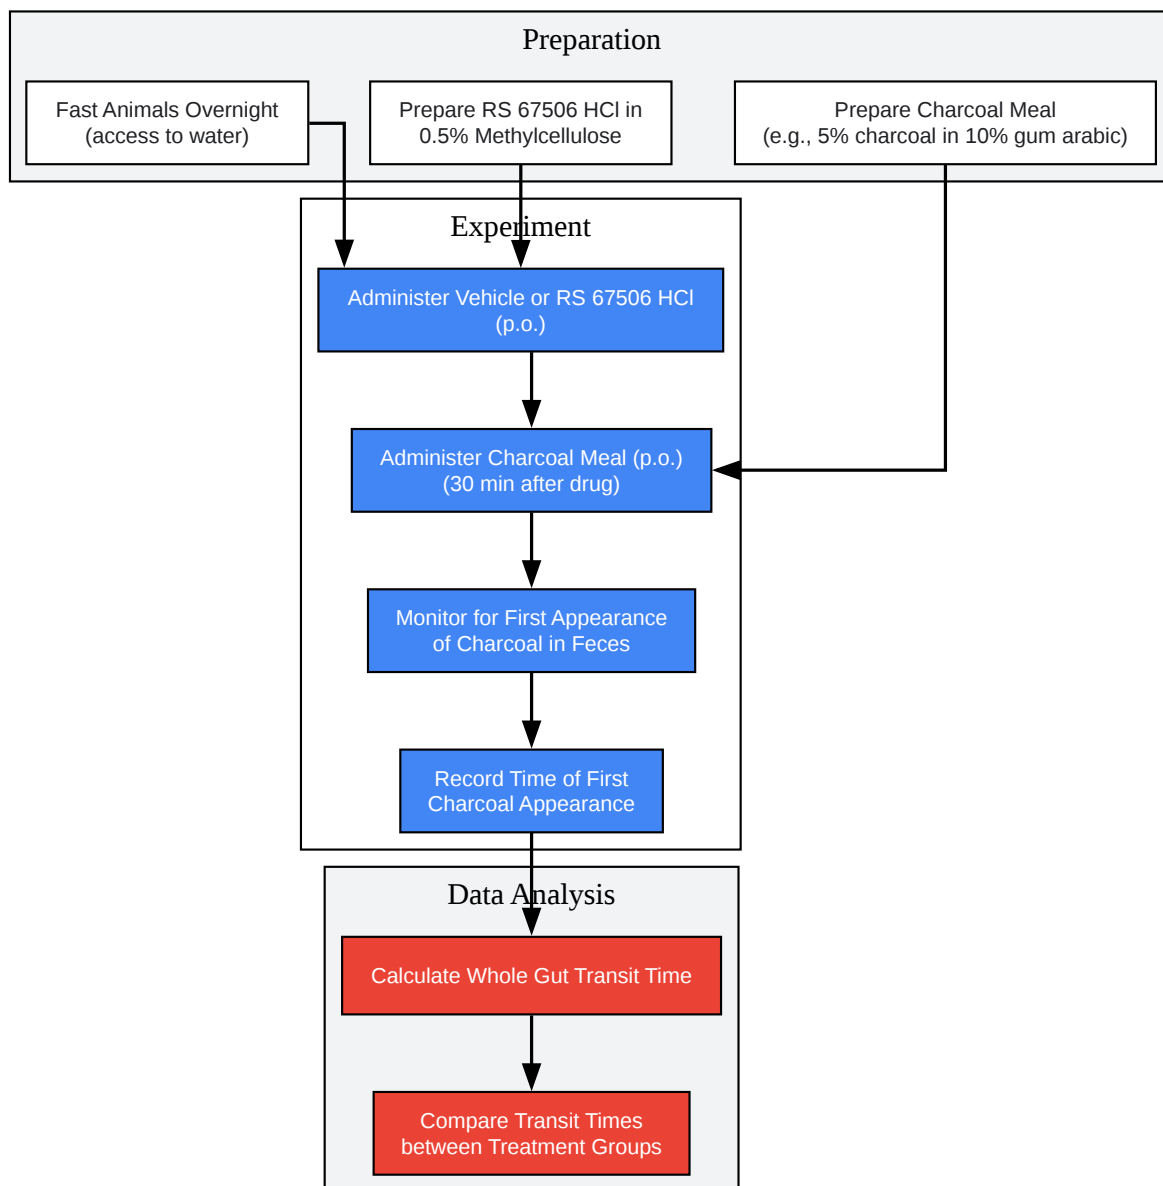 Preparation
Fast Animals Overnight
(access to water)
Prepare RS 67506 HCl in
0.5% Methylcellulose
Prepare Charcoal Meal
(e.g., 5% charcoal in 10% gum arabic)
Experiment
Administer Vehicle or RS 67506 HCl
(p.o.)
Administer Charcoal Meal (p.o.)
(30 min after drug)
Monitor for First Appearance
of Charcoal in Feces
Record Time of First
Charcoal Appearance
Data Analysis
Calculate Whole Gut Transit Time
Compare Transit Times
between Treatment Groups